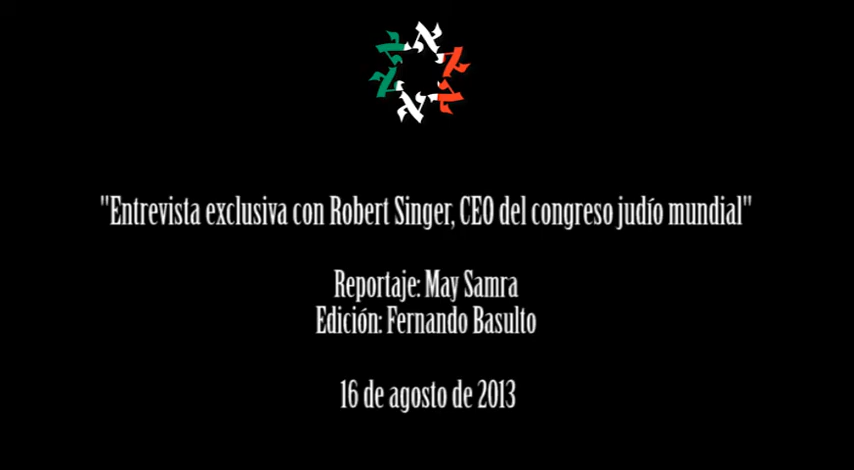 "Entrevista exclusiva con Robert Singer, CEO del congreso judío mundial"
Reportaje: May Samra
Edición: Fernando Basulto
16 de agosto de 2013